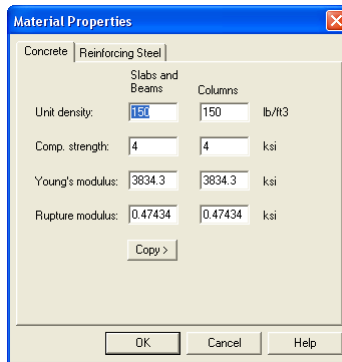 Material Properties
Concrete Reinforcing Steel
Slabs and
Beams Columns
Unit density: 150 150 lb/ft3
Comp. strength: 4 4 ksi
Young's modulus: 3834.3 3834.3 ksi
Rupture modulus: 0.47434 0.47434 ksi
Copy >
OK Cancel Help